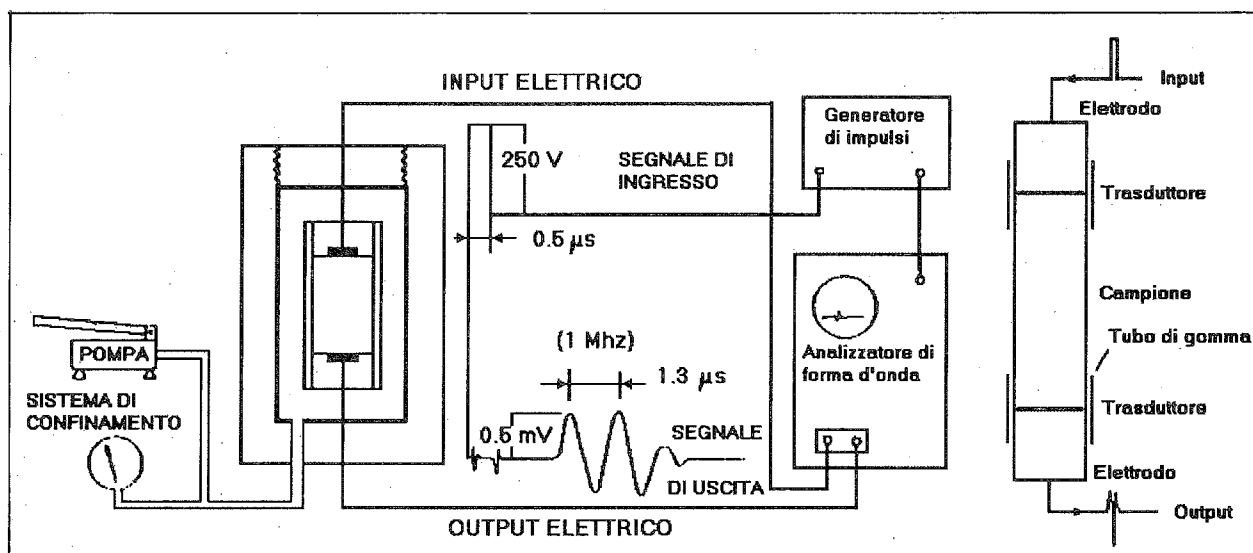 INPUT ELETTRICO
250 V
SEGNALE DI
INGRESSO
0.5 µs
Generatore
di impulsi
Analizzatore di
forma d'onda
POMPA
SISTEMA DI
CONFINAMENTO
(1 Mhz)
1.3 µs
0.5 mV
SEGNALE
DI USCITA
OUTPUT ELETTRICO
Input
Elettrodo
Trasduttore
Campione
Tubo di gomma
Trasduttore
Elettrodo
Output